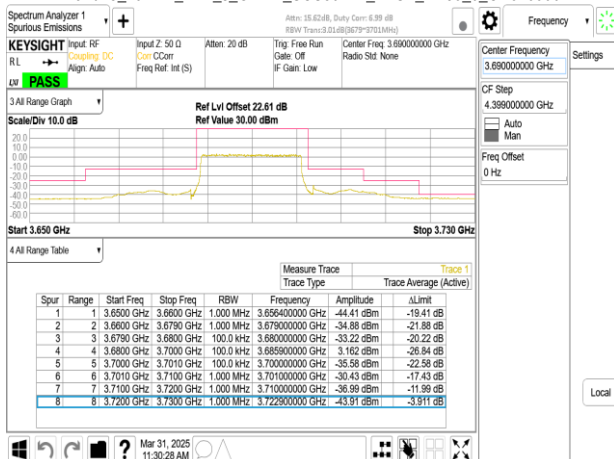 Spectrum Analyzer 1
Spurious Emissions
Attn: 15.62dB, Duty Corr: 6.99 dB
RBW Trans:3.01dB(3679~3701MHz)
Frequency
KEYSIGHT
RL
PASS
Input: RF
Coupling: DC
Align: Auto
Input Z: 50 Ω
Corr CCorr
Freq Ref: Int (S)
Atten: 20 dB
Trig: Free Run
Gate: Off
IF Gain: Low
Center Freq: 3.690000000 GHz
Radio Std: None
Center Frequency
3.690000000 GHz
Settings
CF Step
4.399000000 GHz
Auto
Man
Freq Offset
0 Hz
Local
3 All Range Graph
Scale/Div 10.0 dB
Ref Lvl Offset 22.61 dB
Ref Value 30.00 dBm
20.0
10.0
0.00
-10.0
-20.0
-30.0
-40.0
-50.0
-60.0
Start 3.650 GHz
Stop 3.730 GHz
4 All Range Table
Measure Trace Trace 1
Trace Type Trace Average (Active)
Spur Range Start Freq Stop Freq RBW Frequency Amplitude ΔLimit
1 1 3.6500 GHz 3.6600 GHz 1.000 MHz 3.656400000 GHz -44.41 dBm -19.41 dB
2 2 3.6600 GHz 3.6790 GHz 1.000 MHz 3.679000000 GHz -34.88 dBm -21.88 dB
3 3 3.6790 GHz 3.6800 GHz 100.0 kHz 3.680000000 GHz -33.22 dBm -20.22 dB
4 4 3.6800 GHz 3.7000 GHz 100.0 kHz 3.685900000 GHz 3.162 dBm -26.84 dB
5 5 3.7000 GHz 3.7010 GHz 100.0 kHz 3.700000000 GHz -35.58 dBm -22.58 dB
6 6 3.7010 GHz 3.7100 GHz 1.000 MHz 3.701000000 GHz -30.43 dBm -17.43 dB
7 7 3.7100 GHz 3.7200 GHz 1.000 MHz 3.710000000 GHz -36.99 dBm -11.99 dB
8 8 3.7200 GHz 3.7300 GHz 1.000 MHz 3.722900000 GHz -43.91 dBm -3.911 dB
Mar 31, 2025
11:30:28 AM